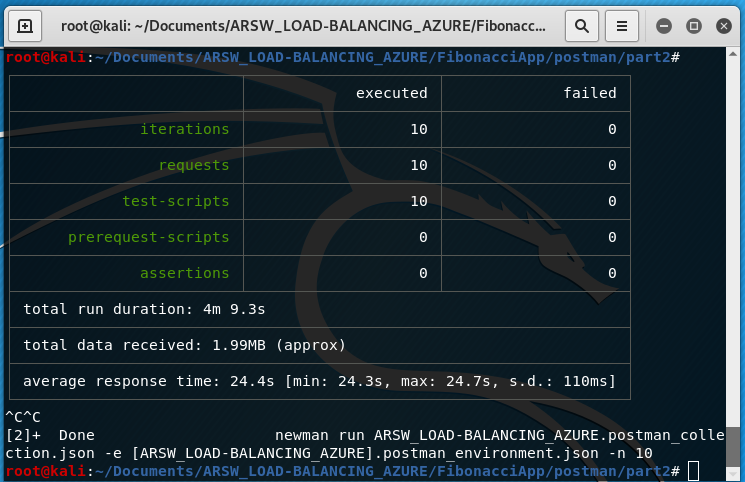 root@kali: ~/Documents/ARSW_LOAD-BALANCING_AZURE/Fibonacc...
root@kali:~/Documents/ARSW_LOAD-BALANCING_AZURE/FibonacciApp/postman/part2#
executed failed
iterations 10 0
requests 10 0
test-scripts 10 0
prerequest-scripts 0 0
assertions 0 0
total run duration: 4m 9.3s
total data received: 1.99MB (approx)
average response time: 24.4s [min: 24.3s, max: 24.7s, s.d.: 110ms]
^C^C
[2]+  Done                    newman run ARSW_LOAD-BALANCING_AZURE.postman_colle
ction.json -e [ARSW_LOAD-BALANCING_AZURE].postman_environment.json -n 10
root@kali:~/Documents/ARSW_LOAD-BALANCING_AZURE/FibonacciApp/postman/part2#